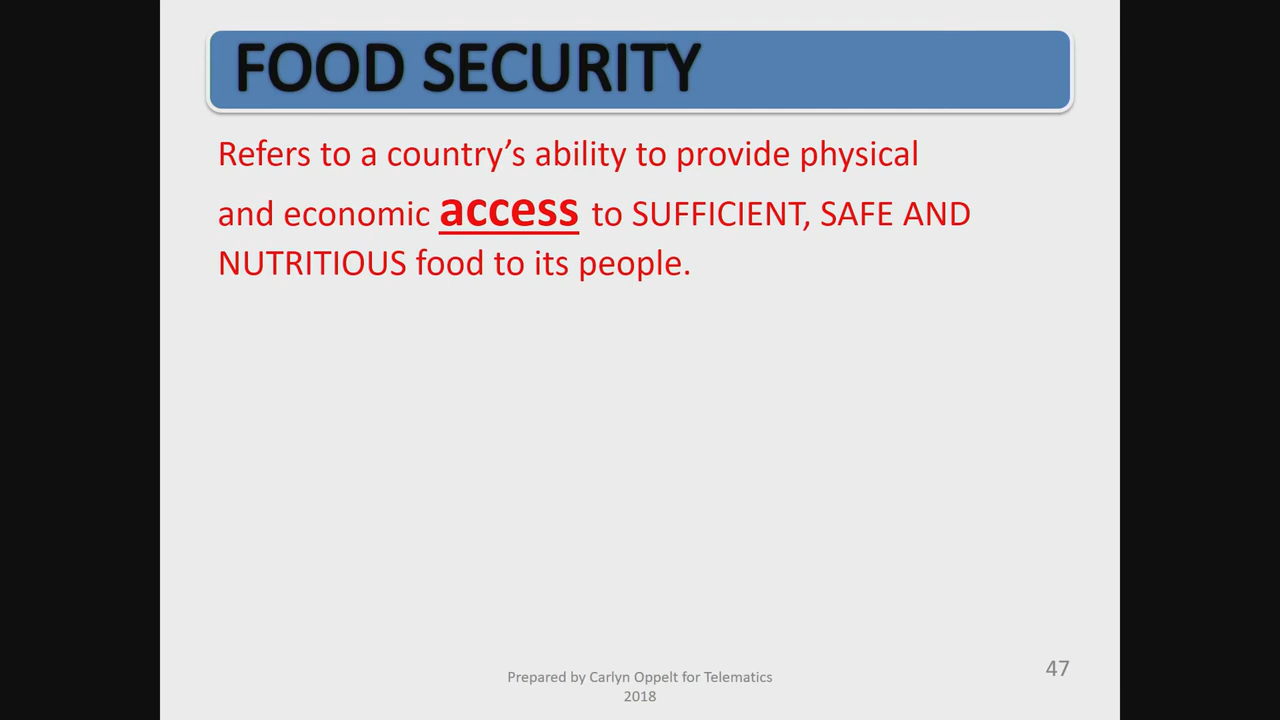 FOOD SECURITY
Refers to a country’s ability to provide physical
and economic access to SUFFICIENT, SAFE AND
NUTRITIOUS food to its people.
Prepared by Carlyn Oppelt for Telematics
2018
47